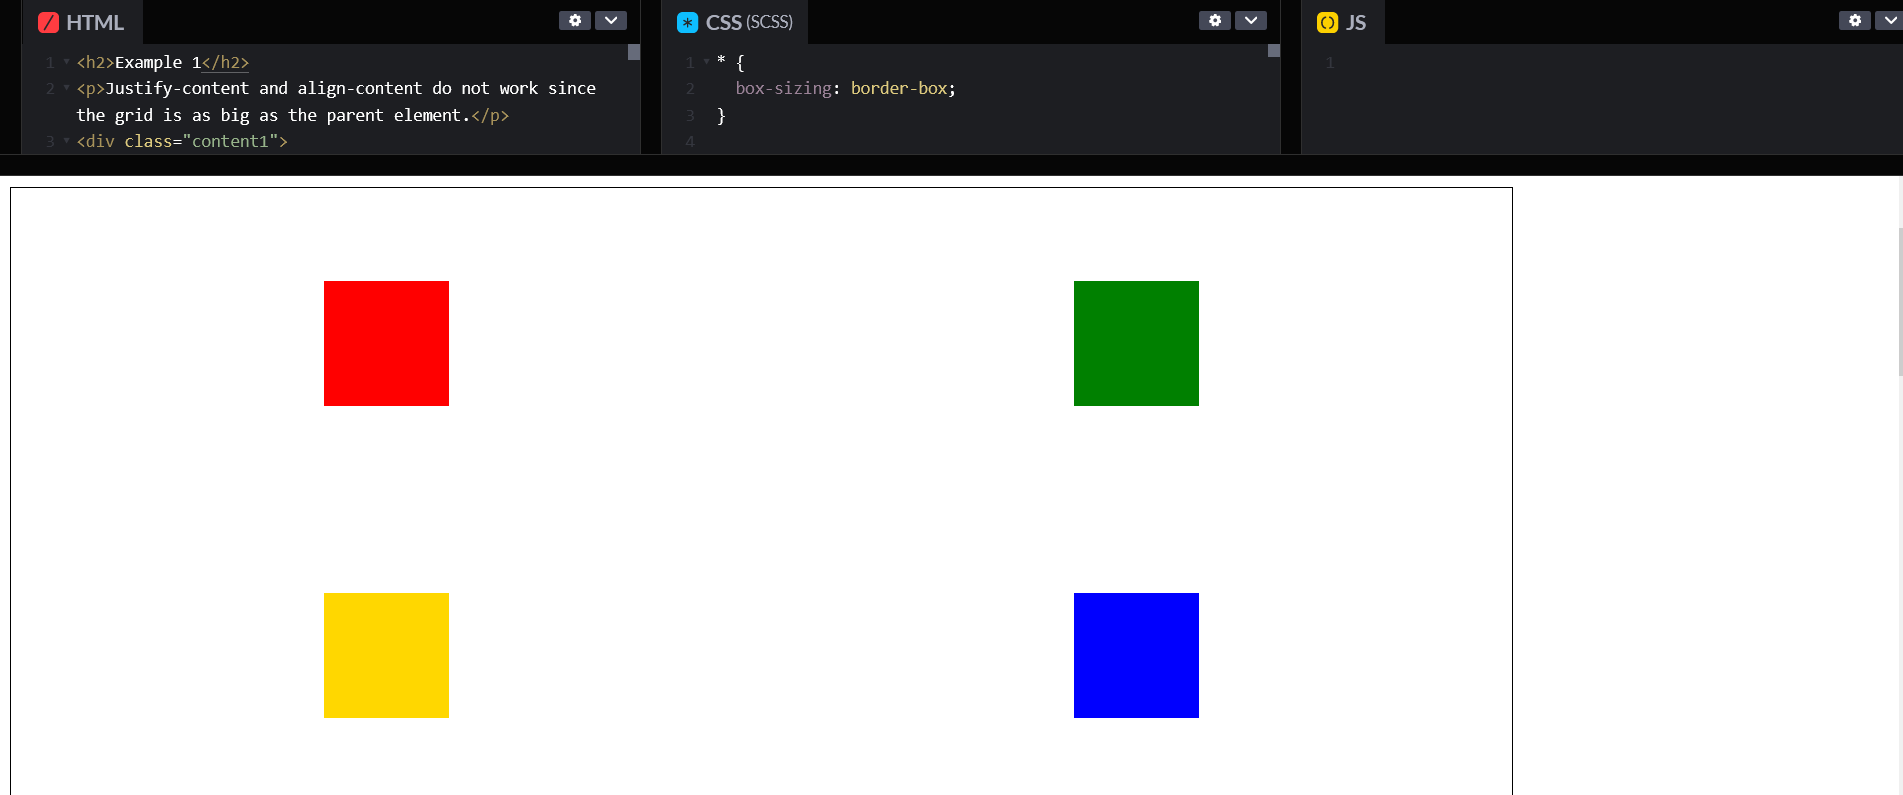 HTML
1 <h2>Example 1</h2>
2 <p>Justify-content and align-content do not work since
the grid is as big as the parent element.</p>
3 <div class="content1">
CSS (SCSS)
1 * {
2 box-sizing: border-box;
3 }
4
JS
1